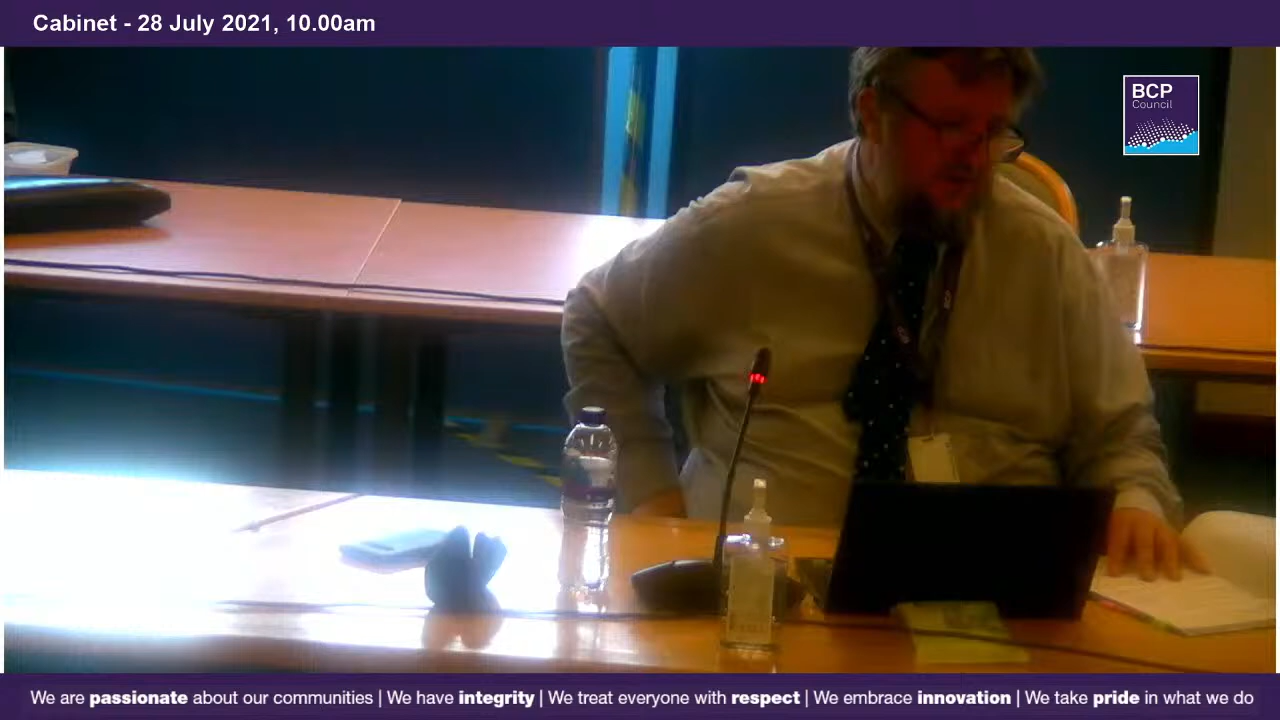 Cabinet - 28 July 2021, 10.00am
BCP
Council
We are passionate about our communities | We have integrity | We treat everyone with respect | We embrace innovation | We take pride in what we do